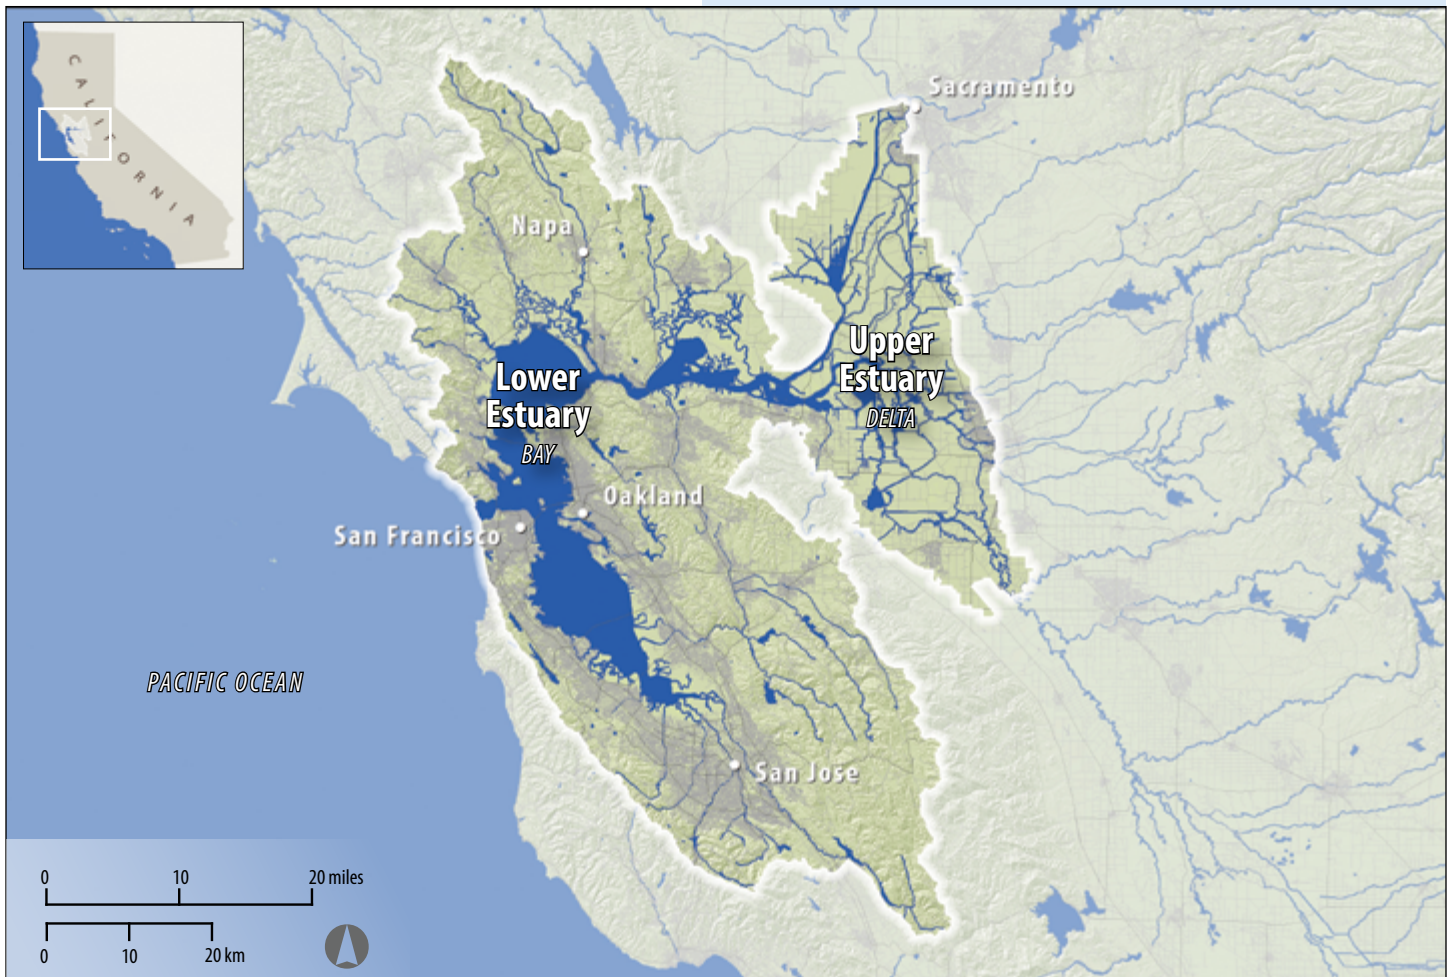 CALIFORNIA
Sacramento
Napa
Upper
Estuary
DELTA
Lower
Estuary
BAY
Oakland
San Francisco
PACIFIC OCEAN
San Jose
0 10 20 miles
0 10 20 km